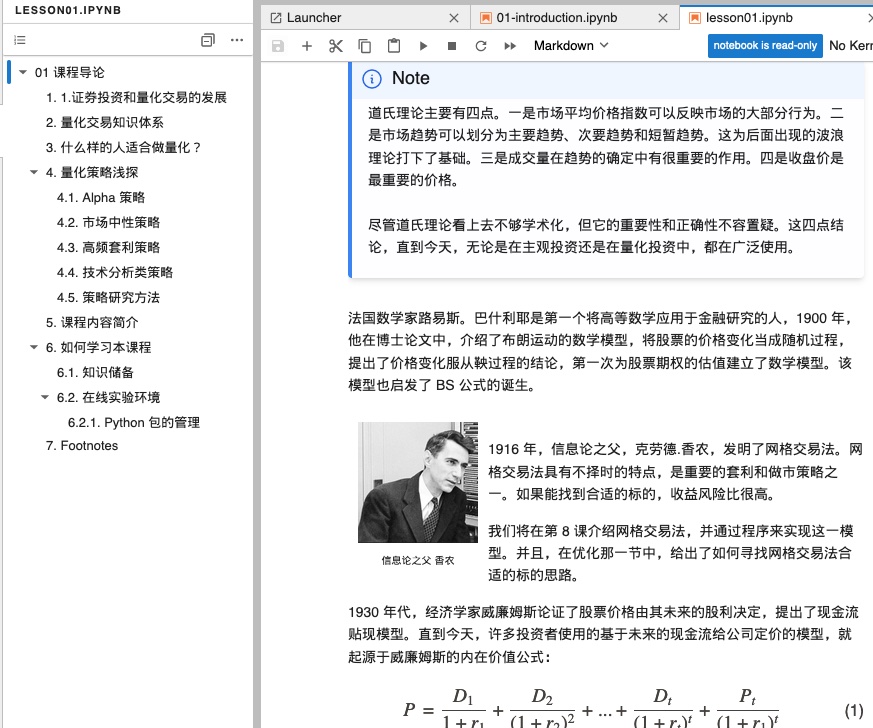 LESSON01.IPYNB
01 课程导论
1. 1.证券投资和量化交易的发展
2. 量化交易知识体系
3. 什么样的人适合做量化？
4. 量化策略浅探
4.1. Alpha 策略
4.2. 市场中性策略
4.3. 高频套利策略
4.4. 技术分析类策略
4.5. 策略研究方法
5. 课程内容简介
6. 如何学习本课程
6.1. 知识储备
6.2. 在线实验环境
6.2.1. Python 包的管理
7. Footnotes
Launcher
01-introduction.ipynb
lesson01.ipynb
Markdown
notebook is read-only
No Kern
Note
道氏理论主要有四点。一是市场平均价格指数可以反映市场的大部分行为。二
是市场趋势可以划分为主要趋势、次要趋势和短暂趋势。这为后面出现的波浪
理论打下了基础。三是成交量在趋势的确定中有很重要的作用。四是收盘价是
最重要的价格。
尽管道氏理论看上去不够学术化，但它的重要性和正确性不容置疑。这四点结
论，直到今天，无论是在主观投资还是在量化投资中，都在广泛使用。
法国数学家路易斯。巴什利耶是第一个将高等数学应用于金融研究的人，1900 年，
他在博士论文中，介绍了布朗运动的数学模型，将股票的价格变化当成随机过程，
提出了价格变化服从鞅过程的结论，第一次为股票期权的估值建立了数学模型。该
模型也启发了 BS 公式的诞生。
1916 年，信息论之父，克劳德.香农，发明了网格交易法。网
格交易法具有不择时的特点，是重要的套利和做市策略之
一。如果能找到合适的标的，收益风险比很高。
我们将在第 8 课介绍网格交易法，并通过程序来实现这一模
型。并且，在优化那一节中，给出了如何寻找网格交易法合
适的标的思路。
信息论之父 香农
1930 年代，经济学家威廉姆斯论证了股票价格由其未来的股利决定，提出了现金流
贴现模型。直到今天，许多投资者使用的基于未来的现金流给公司定价的模型，就
起源于威廉姆斯的内在价值公式：
P = D₁/(1 + r₁) + D₂/(1 + r₂)² + ... + Dₜ/(1 + rₜ)ᵗ + Pₜ/(1 + r₁)ᵗ (1)